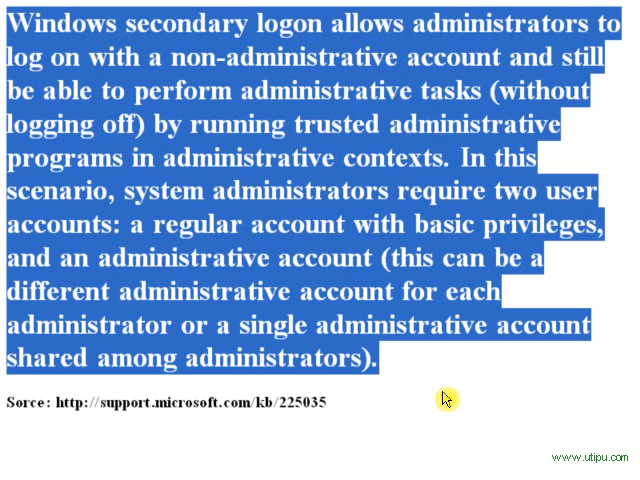 Windows secondary logon allows administrators to
log on with a non-administrative account and still
be able to perform administrative tasks (without
logging off) by running trusted administrative
programs in administrative contexts. In this
scenario, system administrators require two user
accounts: a regular account with basic privileges,
and an administrative account (this can be a
different administrative account for each
administrator or a single administrative account
shared among administrators).
Sorce: http://support.microsoft.com/kb/225035
www.utipu.com